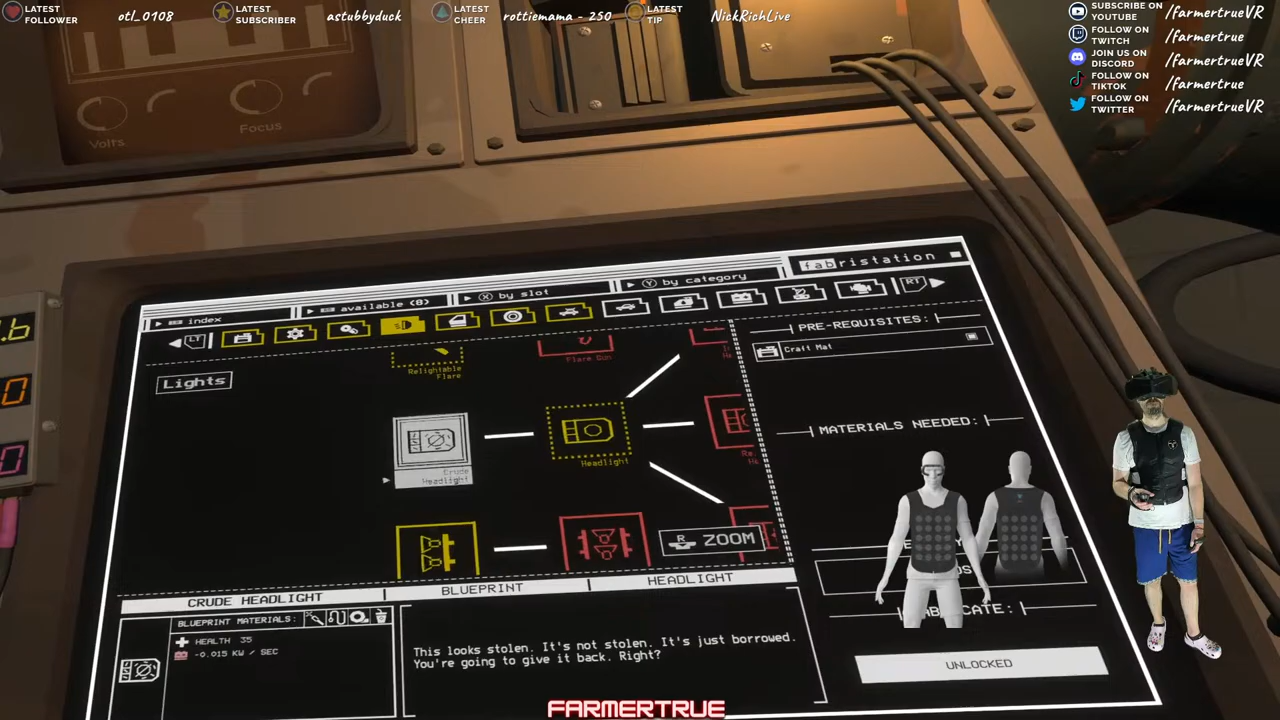 LATEST FOLLOWER otl_0108
LATEST SUBSCRIBER astubbyduck
LATEST CHEER rottiemama - 250
LATEST TIP NickRichLive
SUBSCRIBE ON YOUTUBE /farmertrueVR
FOLLOW ON TWITCH /farmertrue
JOIN US ON DISCORD /farmertrueVR
FOLLOW ON TIKTOK /farmertrue
FOLLOW ON TWITTER /farmertrueVR
Volts
Focus
fabristation
index
available (8)
X by slot
Y by category
LT
RT
Lights
Relightable Flare
Flare Gun
Crude Headlight
Headlight
R ZOOM
PRE-REQUISITES:
Craft Mat
MATERIALS NEEDED:
UNLOCKED
CRUDE HEADLIGHT
BLUEPRINT
HEADLIGHT
BLUEPRINT MATERIALS:
HEALTH 35
-0.015 KW / SEC
This looks stolen. It's not stolen. It's just borrowed.
You're going to give it back. Right?
FARMERTRUE